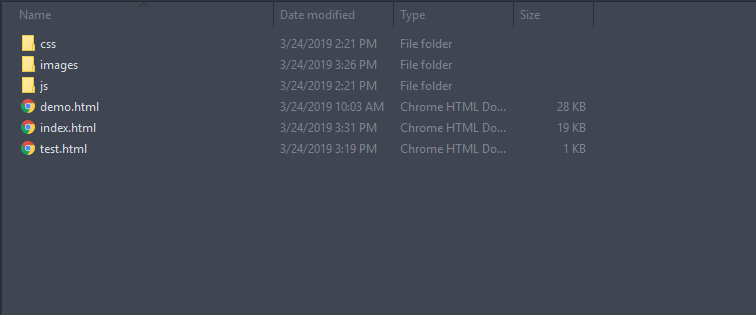 Name Date modified Type Size
css 3/24/2019 2:21 PM File folder
images 3/24/2019 3:26 PM File folder
js 3/24/2019 2:21 PM File folder
demo.html 3/24/2019 10:03 AM Chrome HTML Do... 28 KB
index.html 3/24/2019 3:31 PM Chrome HTML Do... 19 KB
test.html 3/24/2019 3:19 PM Chrome HTML Do... 1 KB